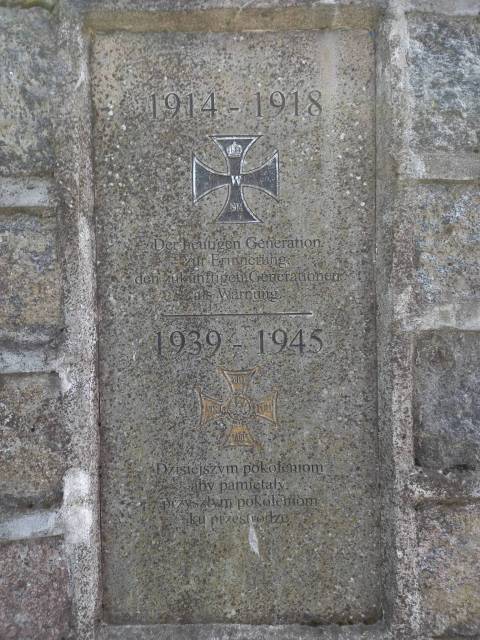 1914 - 1918
W
Der heutigen Generation
zur Erinnerung,
den zukünftigen Generationen
als Warnung.
1939 - 1945
Dzisiejszym pokoleniom
aby pamiętały,
przyszłym pokoleniom
ku przestrodze